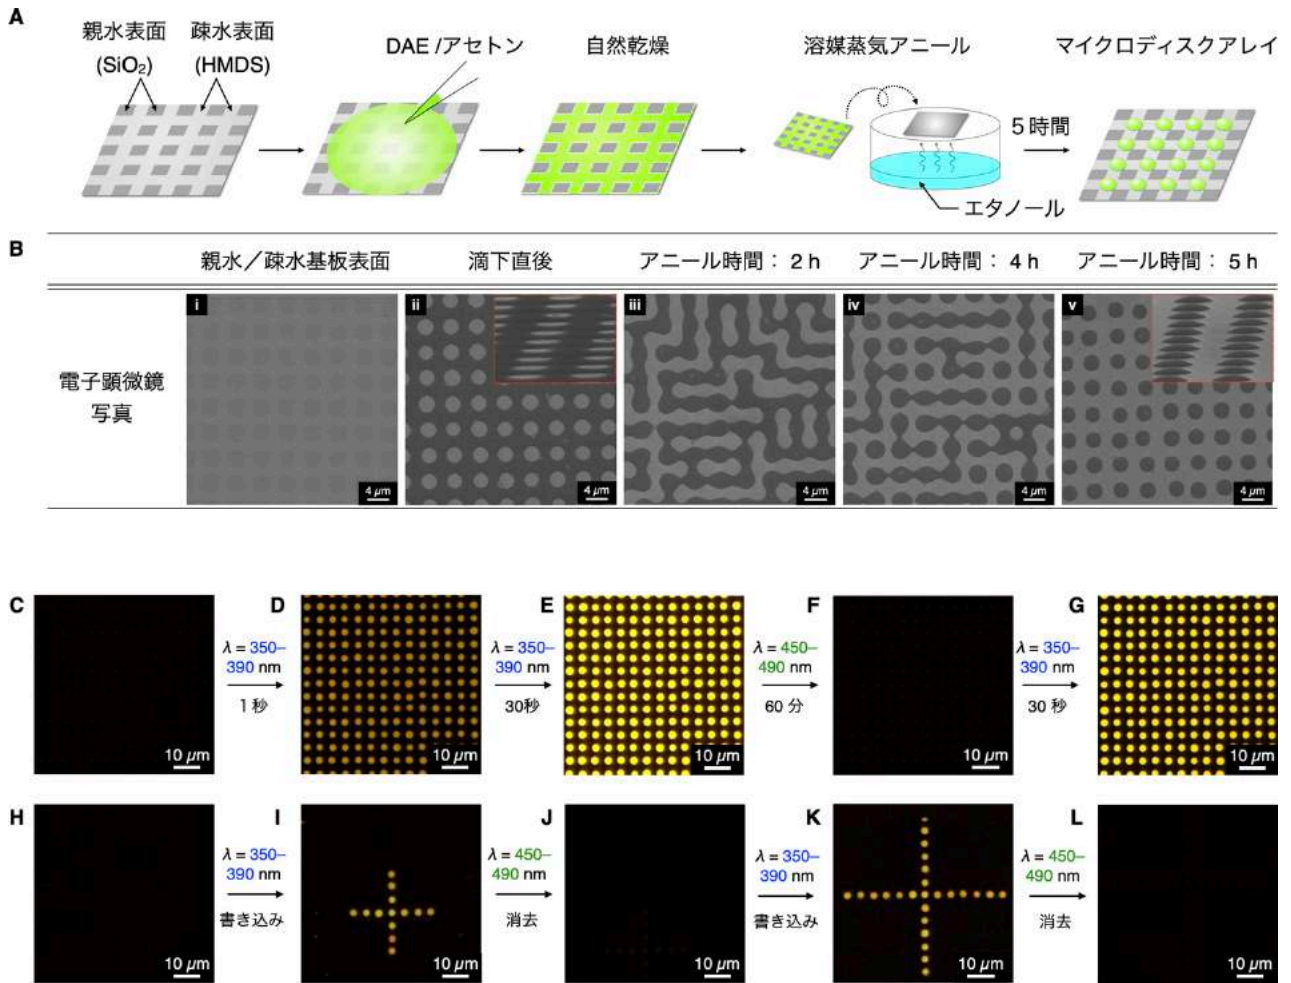 A
親水表面
(SiO₂)
疎水表面
(HMDS)
DAE /アセトン
自然乾燥
溶媒蒸気アニール
マイクロディスクアレイ
5時間
エタノール
B
親水／疎水基板表面
滴下直後
アニール時間： 2 h
アニール時間： 4 h
アニール時間： 5 h
電子顕微鏡
写真
i
ii
iii
iv
v
4 µm
4 µm
4 µm
4 µm
4 µm
C
D
E
F
G
λ = 350–
390 nm
1 秒
λ = 350–
390 nm
30秒
λ = 450–
490 nm
60 分
λ = 350–
390 nm
30 秒
10 µm
10 µm
10 µm
10 µm
10 µm
H
I
J
K
L
λ = 350–
390 nm
書き込み
λ = 450–
490 nm
消去
λ = 350–
390 nm
書き込み
λ = 450–
490 nm
消去
10 µm
10 µm
10 µm
10 µm
10 µm